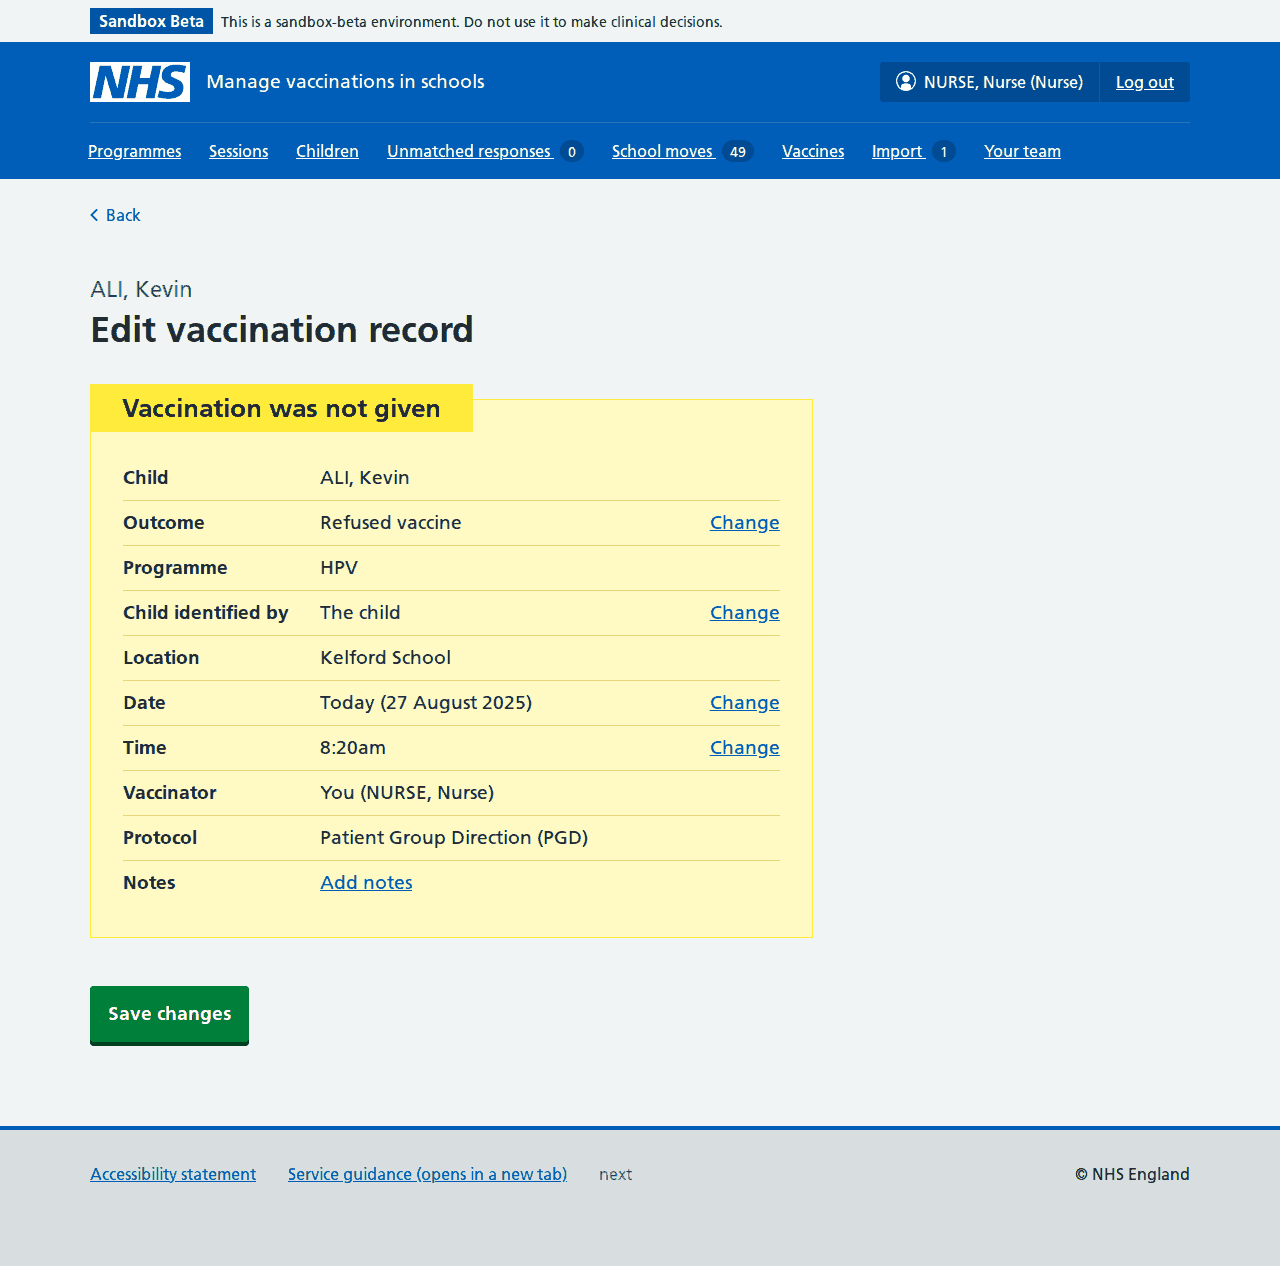 Sandbox Beta This is a sandbox-beta environment. Do not use it to make clinical decisions.
NHS Manage vaccinations in schools NURSE, Nurse (Nurse) Log out
Programmes Sessions Children Unmatched responses 0 School moves 49 Vaccines Import 1 Your team
Back
ALI, Kevin
Edit vaccination record
Vaccination was not given
Child ALI, Kevin
Outcome Refused vaccine Change
Programme HPV
Child identified by The child Change
Location Kelford School
Date Today (27 August 2025) Change
Time 8:20am Change
Vaccinator You (NURSE, Nurse)
Protocol Patient Group Direction (PGD)
Notes Add notes
Save changes
Accessibility statement Service guidance (opens in a new tab) next © NHS England